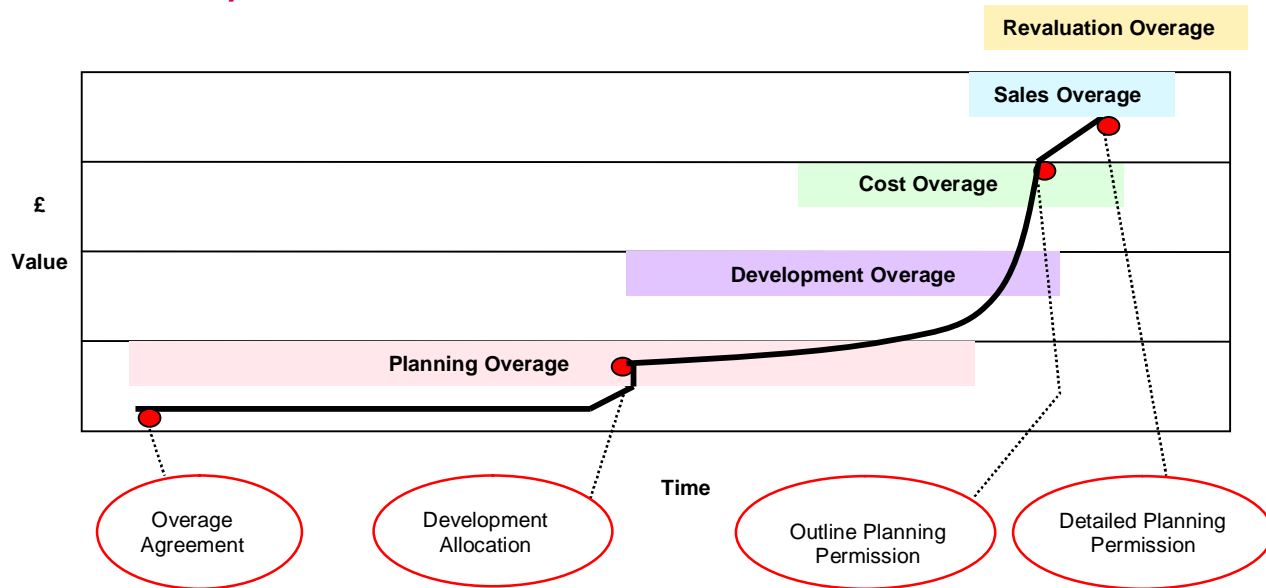 Revaluation Overage
Sales Overage
Cost Overage
£
Value
Development Overage
Planning Overage
Time
Overage
Agreement
Development
Allocation
Outline Planning
Permission
Detailed Planning
Permission